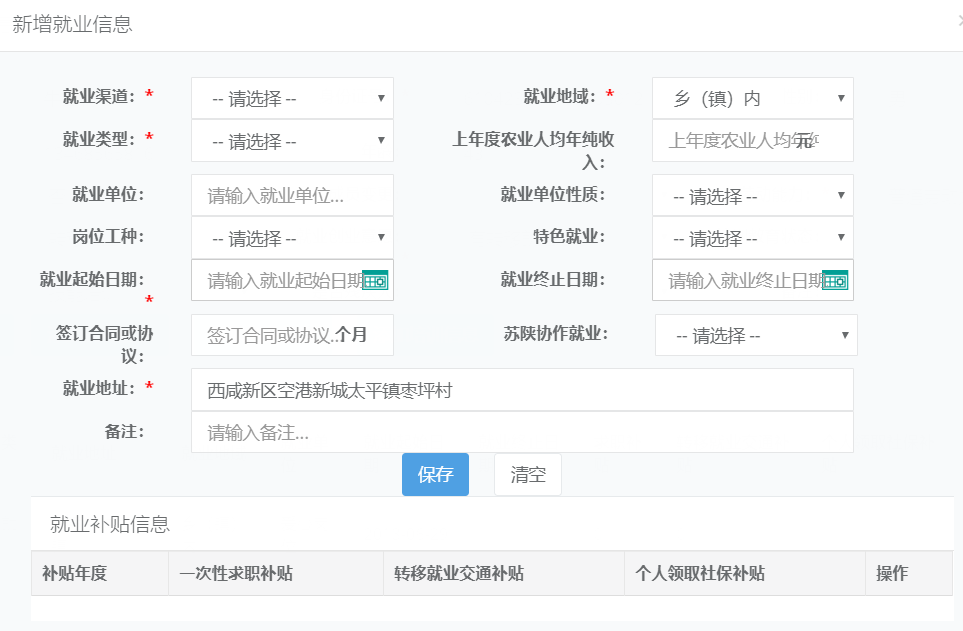 新增就业信息
就业渠道： * -- 请选择 -- 就业地域： * 乡（镇）内
就业类型： * -- 请选择 -- 上年度农业人均年纯收入： 上年度农业人均年 元
就业单位： 请输入就业单位... 就业单位性质： -- 请选择 --
岗位工种： -- 请选择 -- 特色就业： -- 请选择 --
就业起始日期： * 请输入就业起始日期 就业终止日期： 请输入就业终止日期
签订合同或协议： 签订合同或协议.. 个月 苏陕协作就业： -- 请选择 --
就业地址： * 西咸新区空港新城太平镇枣坪村
备注： 请输入备注...
保存 清空
就业补贴信息
补贴年度 一次性求职补贴 转移就业交通补贴 个人领取社保补贴 操作